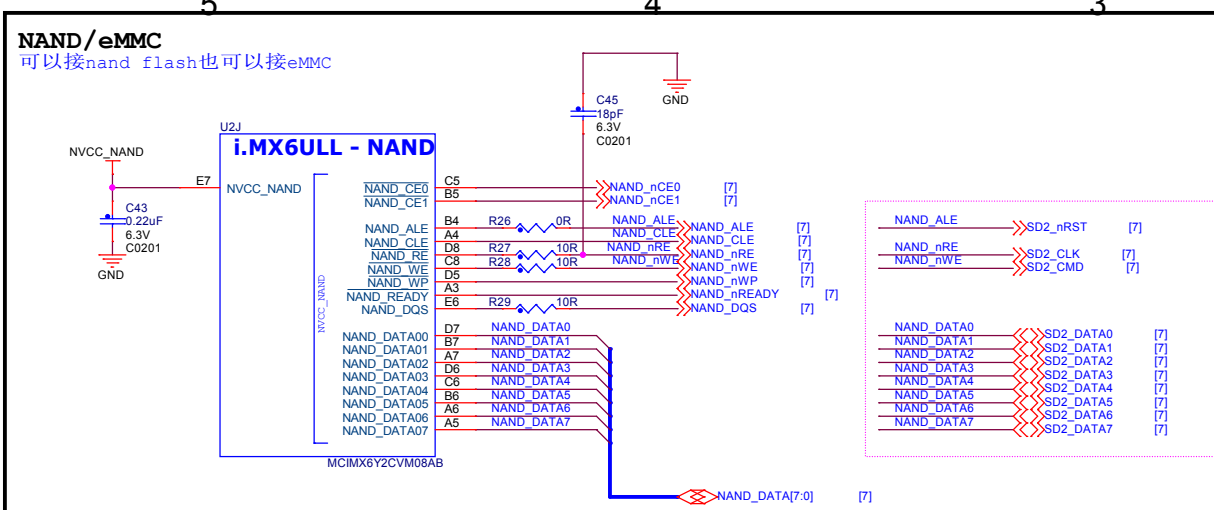 5 4 3
NAND/eMMC
可以接nand flash也可以接eMMC
C45
18pF
6.3V
C0201
GND
U2J
i.MX6ULL - NAND
NVCC_NAND
E7
NVCC_NAND
C43
0.22uF
6.3V
C0201
GND
NVCC_NAND
NAND_CE0 C5 NAND_nCE0 [7]
NAND_CE1 B5 NAND_nCE1 [7]
NAND_ALE B4 R26 0R NAND_ALE NAND_ALE [7]
NAND_CLE A4 NAND_CLE NAND_CLE [7]
NAND_RE D8 R27 10R NAND_nRE NAND_nRE [7]
NAND_WE C8 R28 10R NAND_nWE NAND_nWE [7]
NAND_WP D5 NAND_nWP [7]
NAND_READY A3 NAND_nREADY [7]
NAND_DQS E6 R29 10R NAND_DQS [7]
NAND_DATA00 D7 NAND_DATA0
NAND_DATA01 B7 NAND_DATA1
NAND_DATA02 A7 NAND_DATA2
NAND_DATA03 D6 NAND_DATA3
NAND_DATA04 C6 NAND_DATA4
NAND_DATA05 B6 NAND_DATA5
NAND_DATA06 A6 NAND_DATA6
NAND_DATA07 A5 NAND_DATA7
MCIMX6Y2CVM08AB
NAND_DATA[7:0] [7]
NAND_ALE SD2_nRST [7]
NAND_nRE SD2_CLK [7]
NAND_nWE SD2_CMD [7]
NAND_DATA0 SD2_DATA0 [7]
NAND_DATA1 SD2_DATA1 [7]
NAND_DATA2 SD2_DATA2 [7]
NAND_DATA3 SD2_DATA3 [7]
NAND_DATA4 SD2_DATA4 [7]
NAND_DATA5 SD2_DATA5 [7]
NAND_DATA6 SD2_DATA6 [7]
NAND_DATA7 SD2_DATA7 [7]